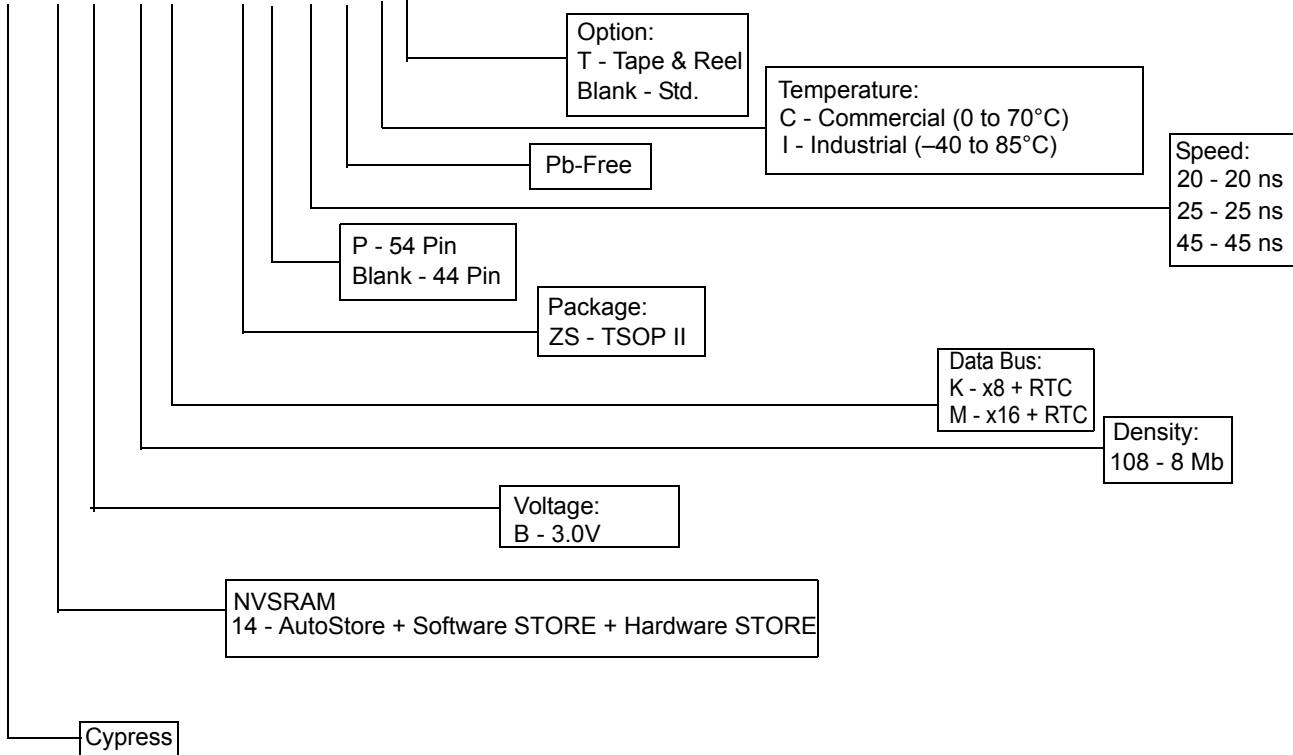 Option:
T - Tape & Reel
Blank - Std.
Temperature:
C - Commercial (0 to 70°C)
I - Industrial (–40 to 85°C)
Speed:
20 - 20 ns
25 - 25 ns
45 - 45 ns
Pb-Free
P - 54 Pin
Blank - 44 Pin
Package:
ZS - TSOP II
Data Bus:
K - x8 + RTC
M - x16 + RTC
Density:
108 - 8 Mb
Voltage:
B - 3.0V
NVSRAM
14 - AutoStore + Software STORE + Hardware STORE
Cypress